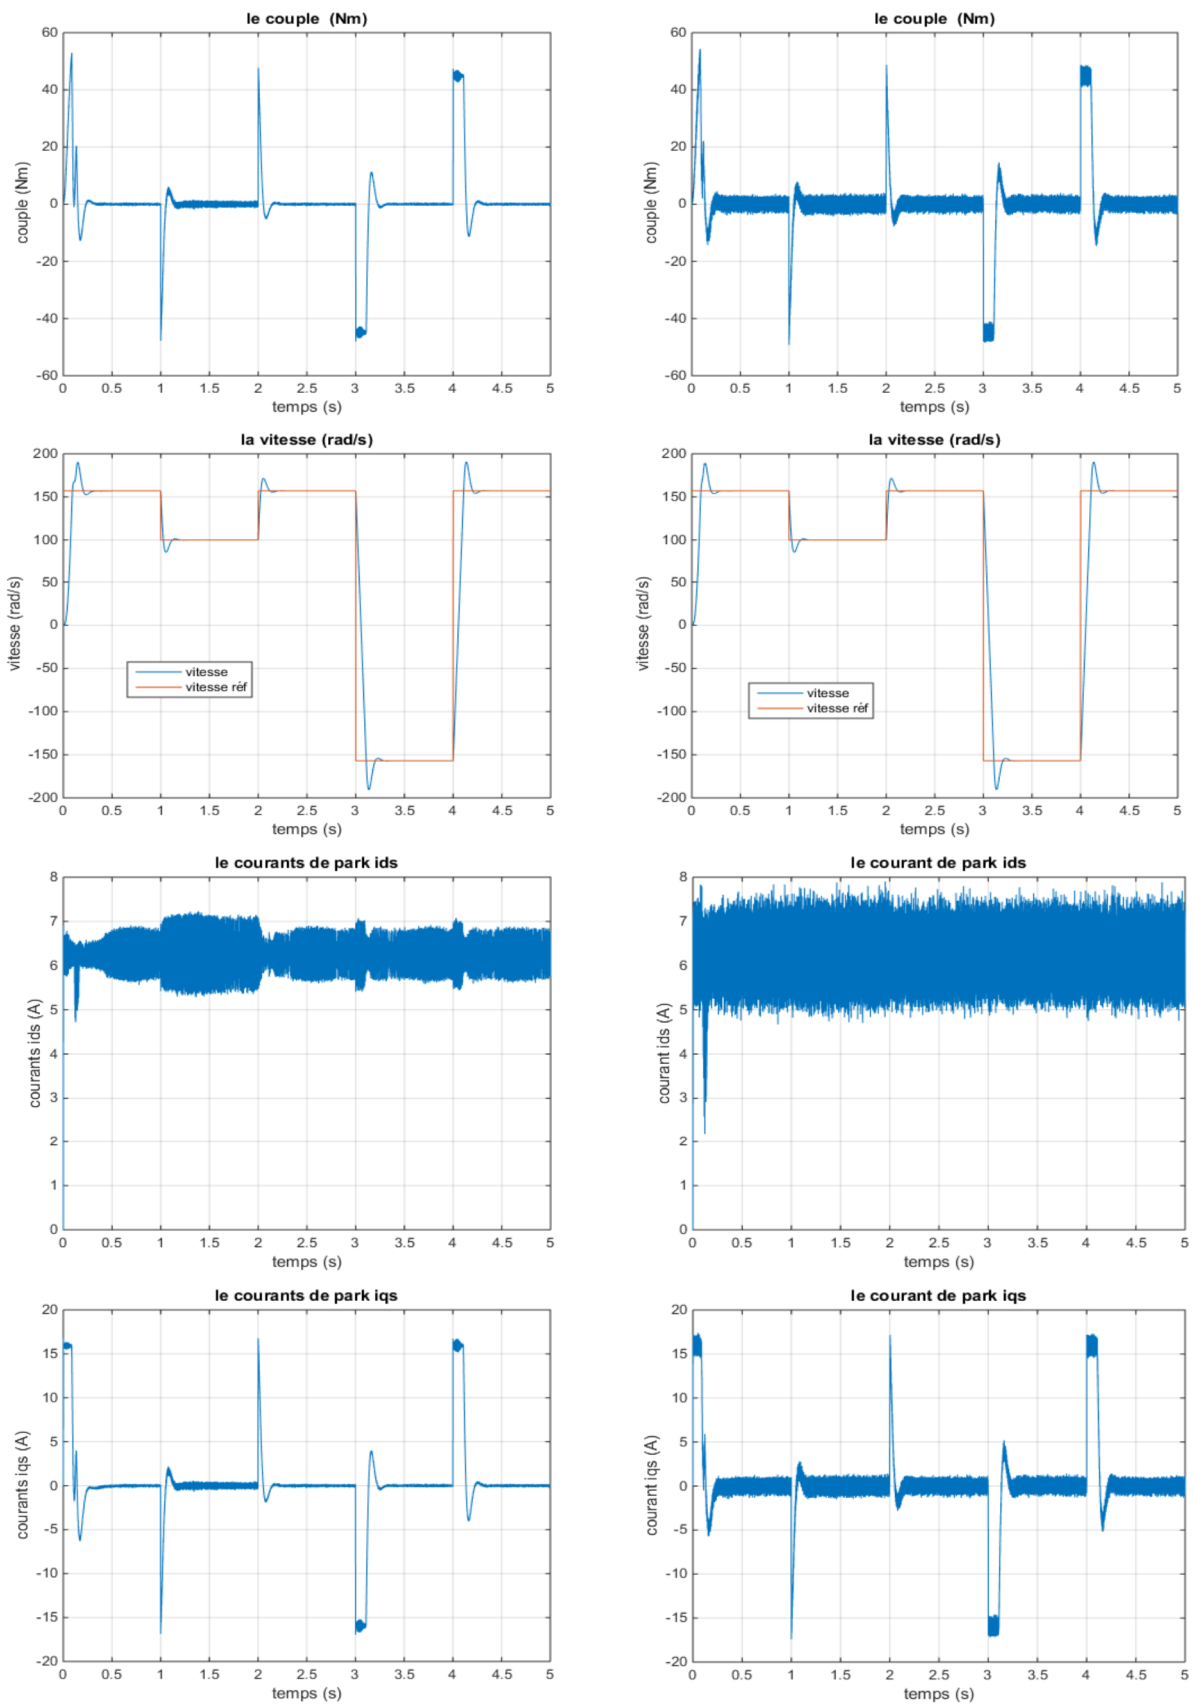 le couple (Nm)
60
40
20
0
-20
-40
-60
couple (Nm)
0 0.5 1 1.5 2 2.5 3 3.5 4 4.5 5
temps (s)
le couple (Nm)
60
40
20
0
-20
-40
-60
couple (Nm)
0 0.5 1 1.5 2 2.5 3 3.5 4 4.5 5
temps (s)
la vitesse (rad/s)
200
150
100
50
0
-50
-100
-150
-200
vitesse (rad/s)
vitesse
vitesse réf
0 0.5 1 1.5 2 2.5 3 3.5 4 4.5 5
temps (s)
la vitesse (rad/s)
200
150
100
50
0
-50
-100
-150
-200
vitesse (rad/s)
vitesse
vitesse réf
0 0.5 1 1.5 2 2.5 3 3.5 4 4.5 5
temps (s)
le courants de park ids
8
7
6
5
4
3
2
1
0
courants ids (A)
0 0.5 1 1.5 2 2.5 3 3.5 4 4.5 5
temps (s)
le courant de park ids
8
7
6
5
4
3
2
1
0
courant ids (A)
0.5 1 1.5 2 2.5 3 3.5 4 4.5 5
temps (s)
le courants de park iqs
20
15
10
5
0
-5
-10
-15
-20
courants iqs (A)
0 0.5 1 1.5 2 2.5 3 3.5 4 4.5 5
temps (s)
le courant de park iqs
20
15
10
5
0
-5
-10
-15
-20
courant iqs (A)
0 0.5 1 1.5 2 2.5 3 3.5 4 4.5 5
temps (s)